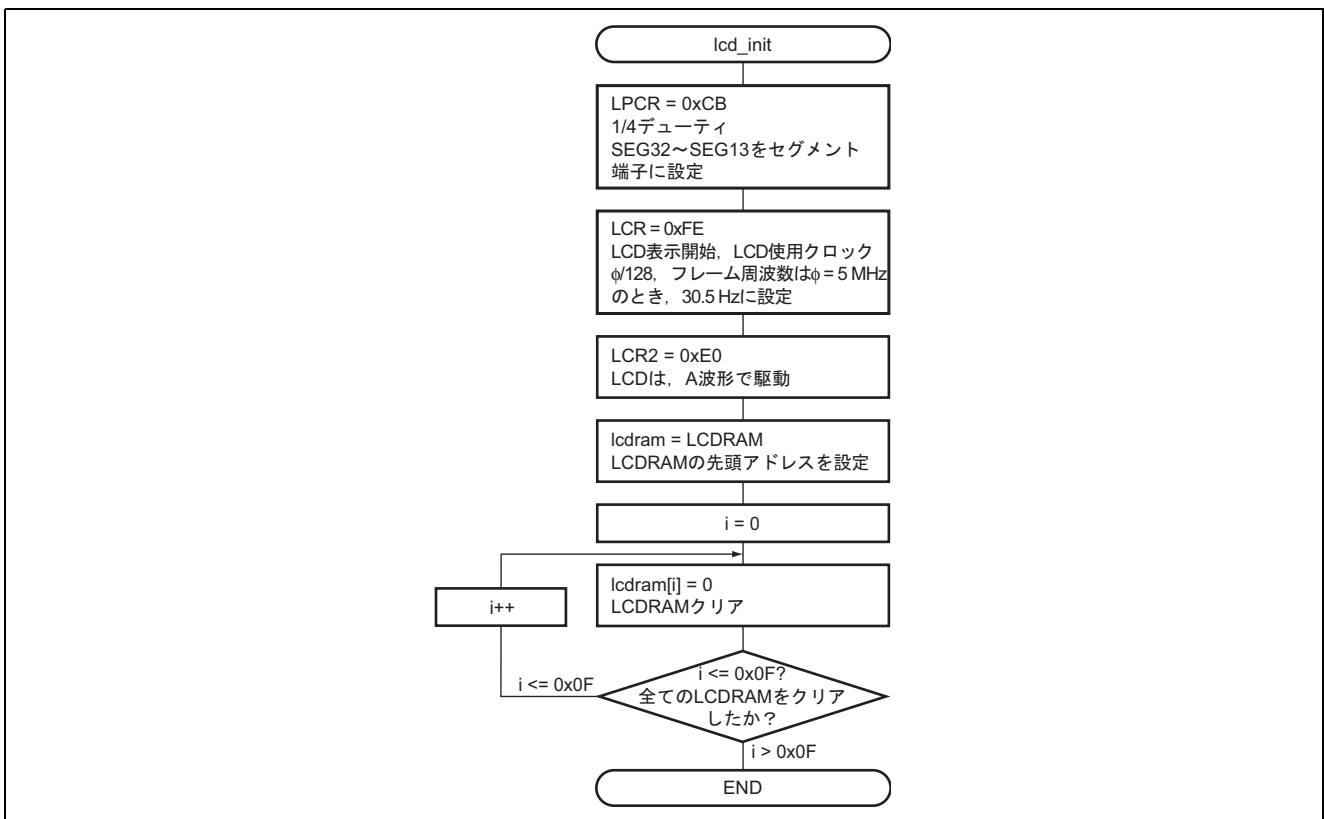 lcd_init
LPCR = 0xCB
1/4デューティ
SEG32～SEG13をセグメント
端子に設定
LCR = 0xFE
LCD表示開始，LCD使用クロック
φ/128，フレーム周波数はφ = 5 MHz
のとき，30.5 Hzに設定
LCR2 = 0xE0
LCDは，A波形で駆動
lcdram = LCDRAM
LCDRAMの先頭アドレスを設定
i = 0
lcdram[i] = 0
LCDRAMクリア
i++
i <= 0x0F?
全てのLCDRAMをクリア
したか？
i <= 0x0F
i > 0x0F
END